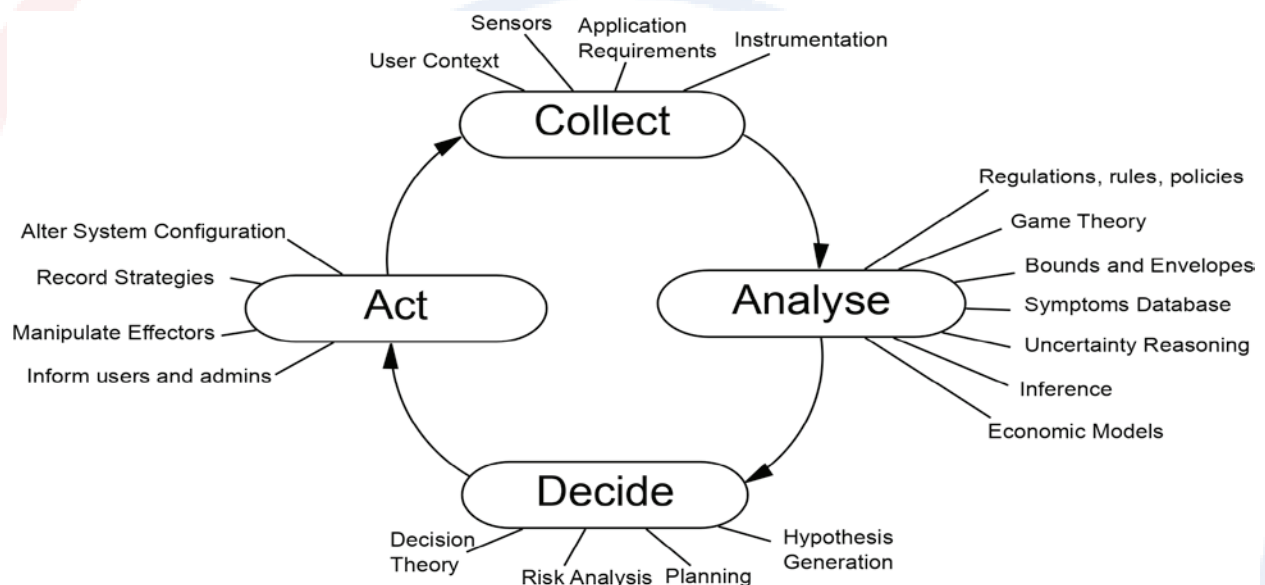 Sensors
Application
Requirements
Instrumentation
User Context
Collect
Regulations, rules, policies
Game Theory
Bounds and Envelopes
Symptoms Database
Uncertainty Reasoning
Inference
Economic Models
Analyse
Alter System Configuration
Record Strategies
Manipulate Effectors
Inform users and admins
Act
Decide
Decision
Theory
Risk Analysis
Planning
Hypothesis
Generation